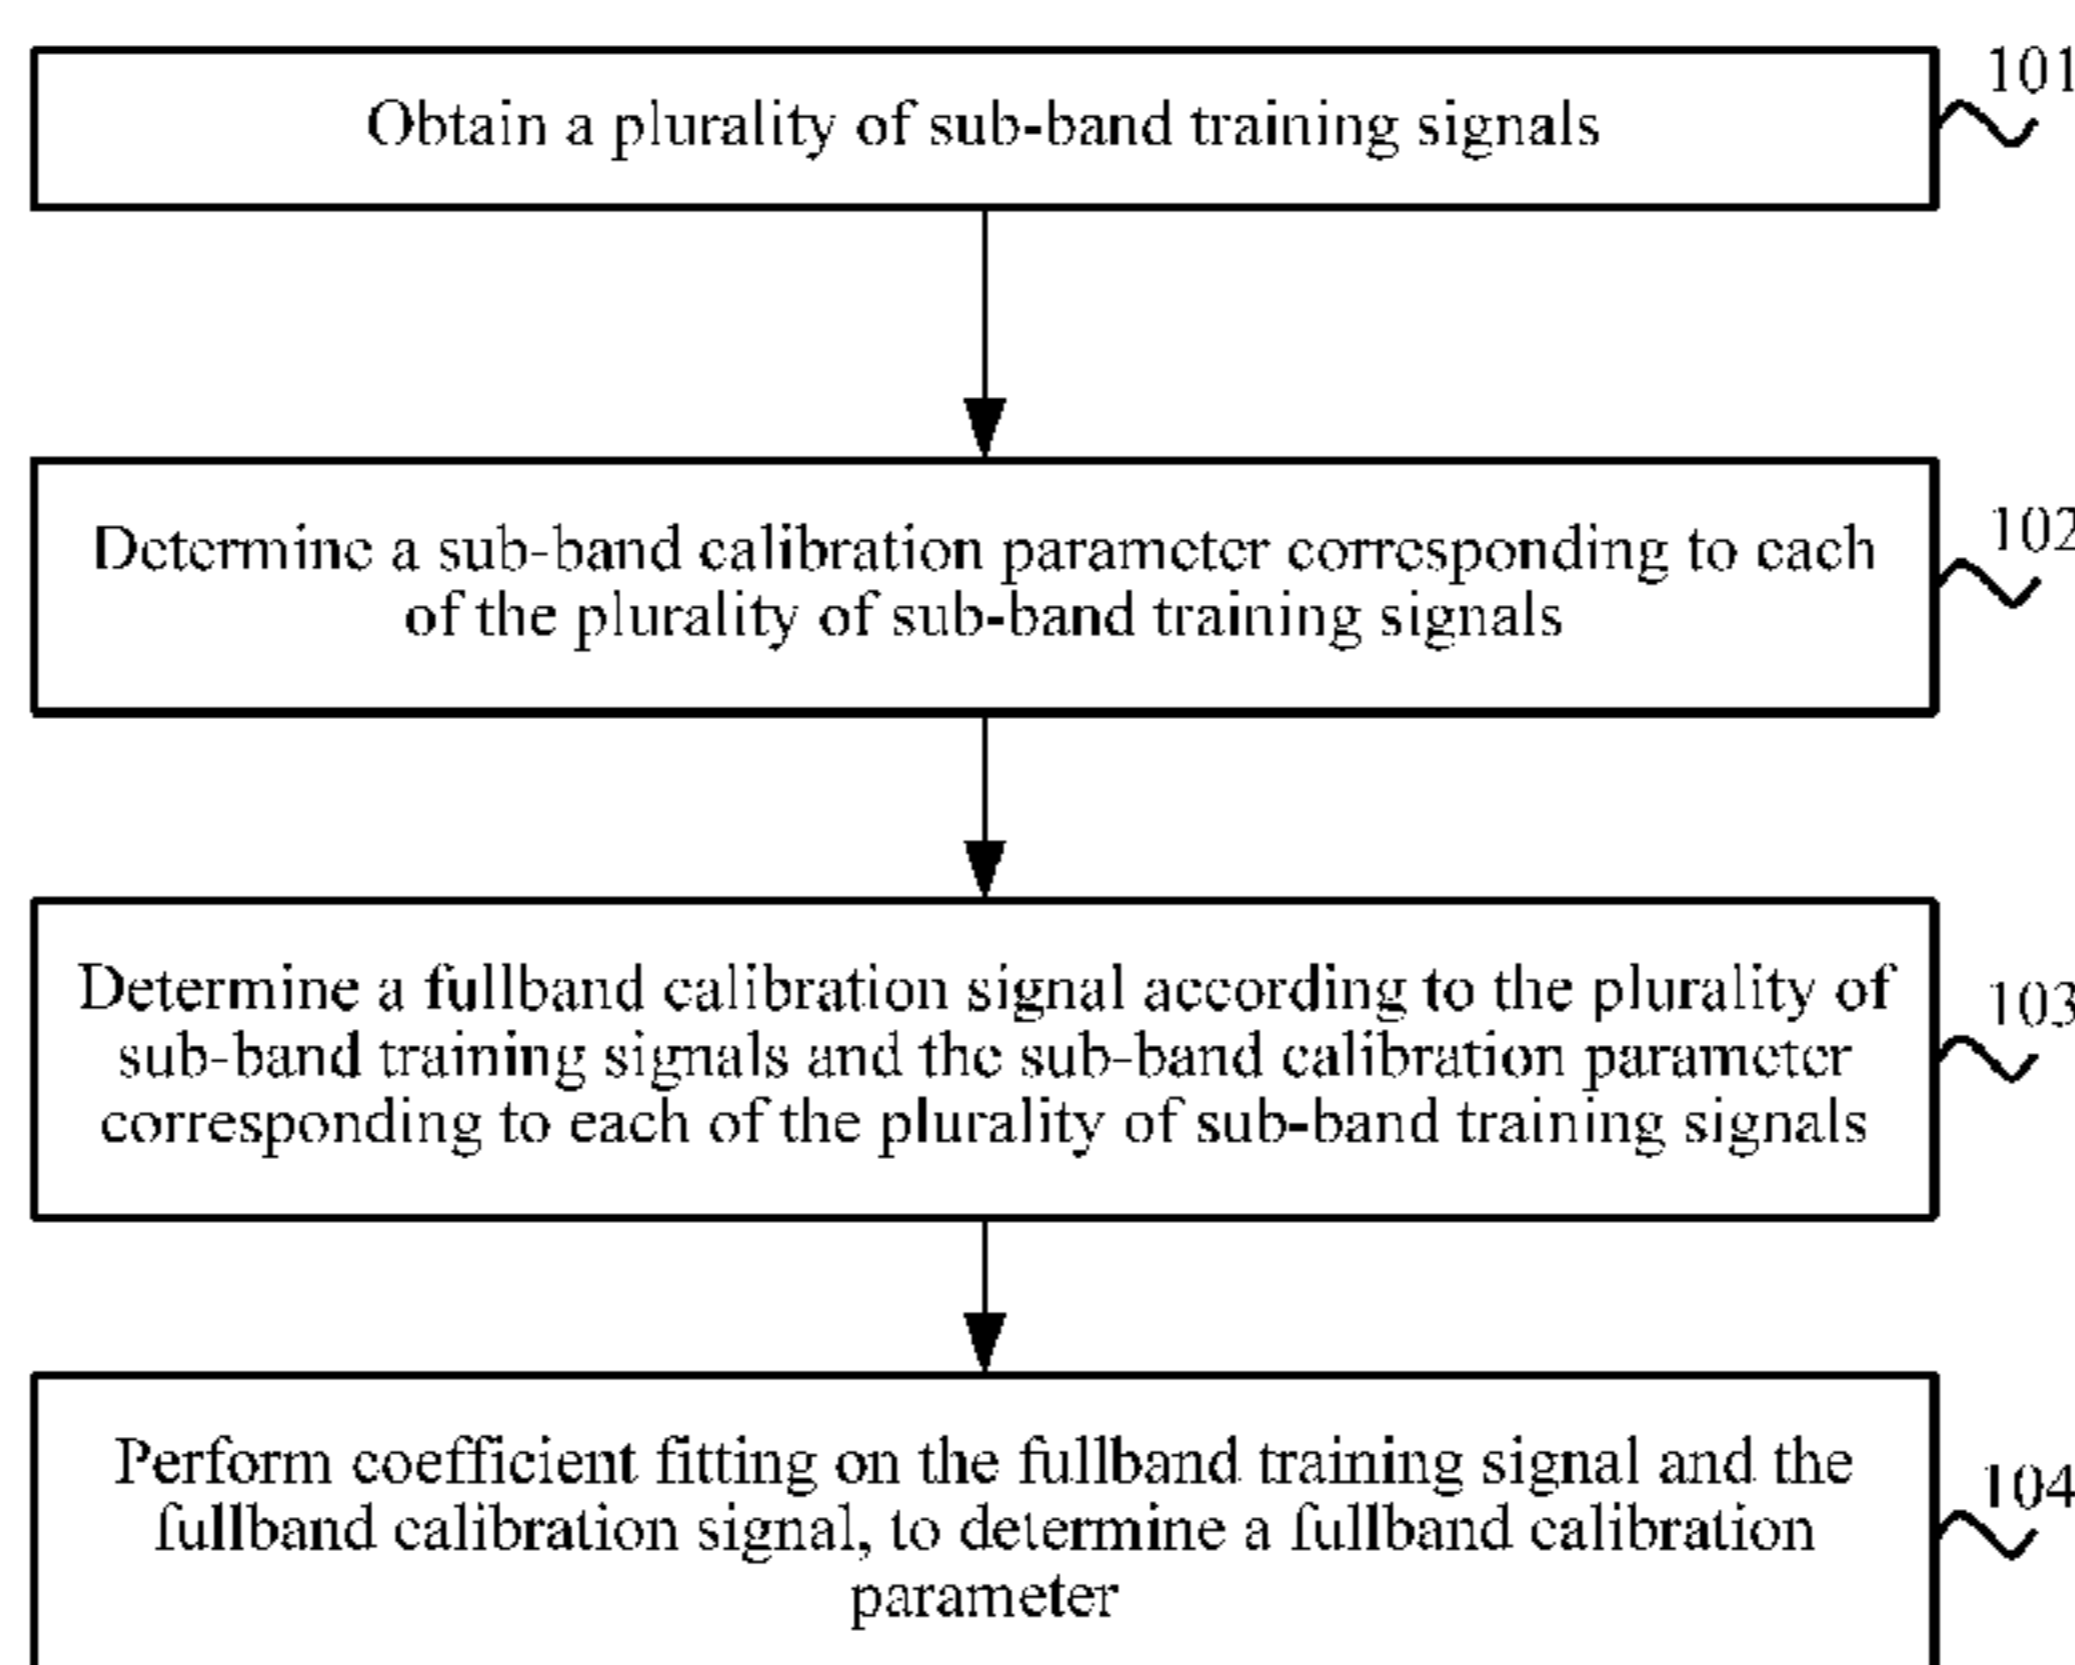 101
Obtain a plurality of sub-band training signals
102
Determine a sub-band calibration parameter corresponding to each
of the plurality of sub-band training signals
103
Determine a fullband calibration signal according to the plurality of
sub-band training signals and the sub-band calibration parameter
corresponding to each of the plurality of sub-band training signals
104
Perform coefficient fitting on the fullband training signal and the
fullband calibration signal, to determine a fullband calibration
parameter